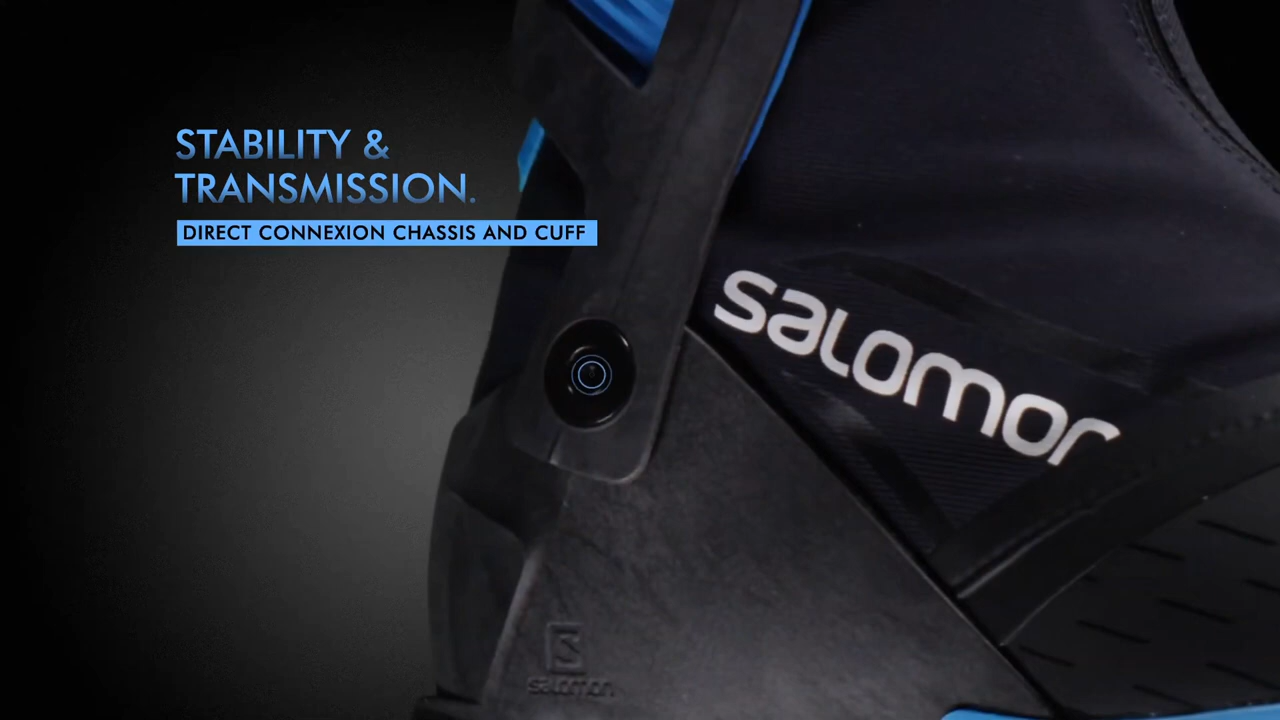 STABILITY &
TRANSMISSION.
DIRECT CONNEXION CHASSIS AND CUFF
salomon
salomon